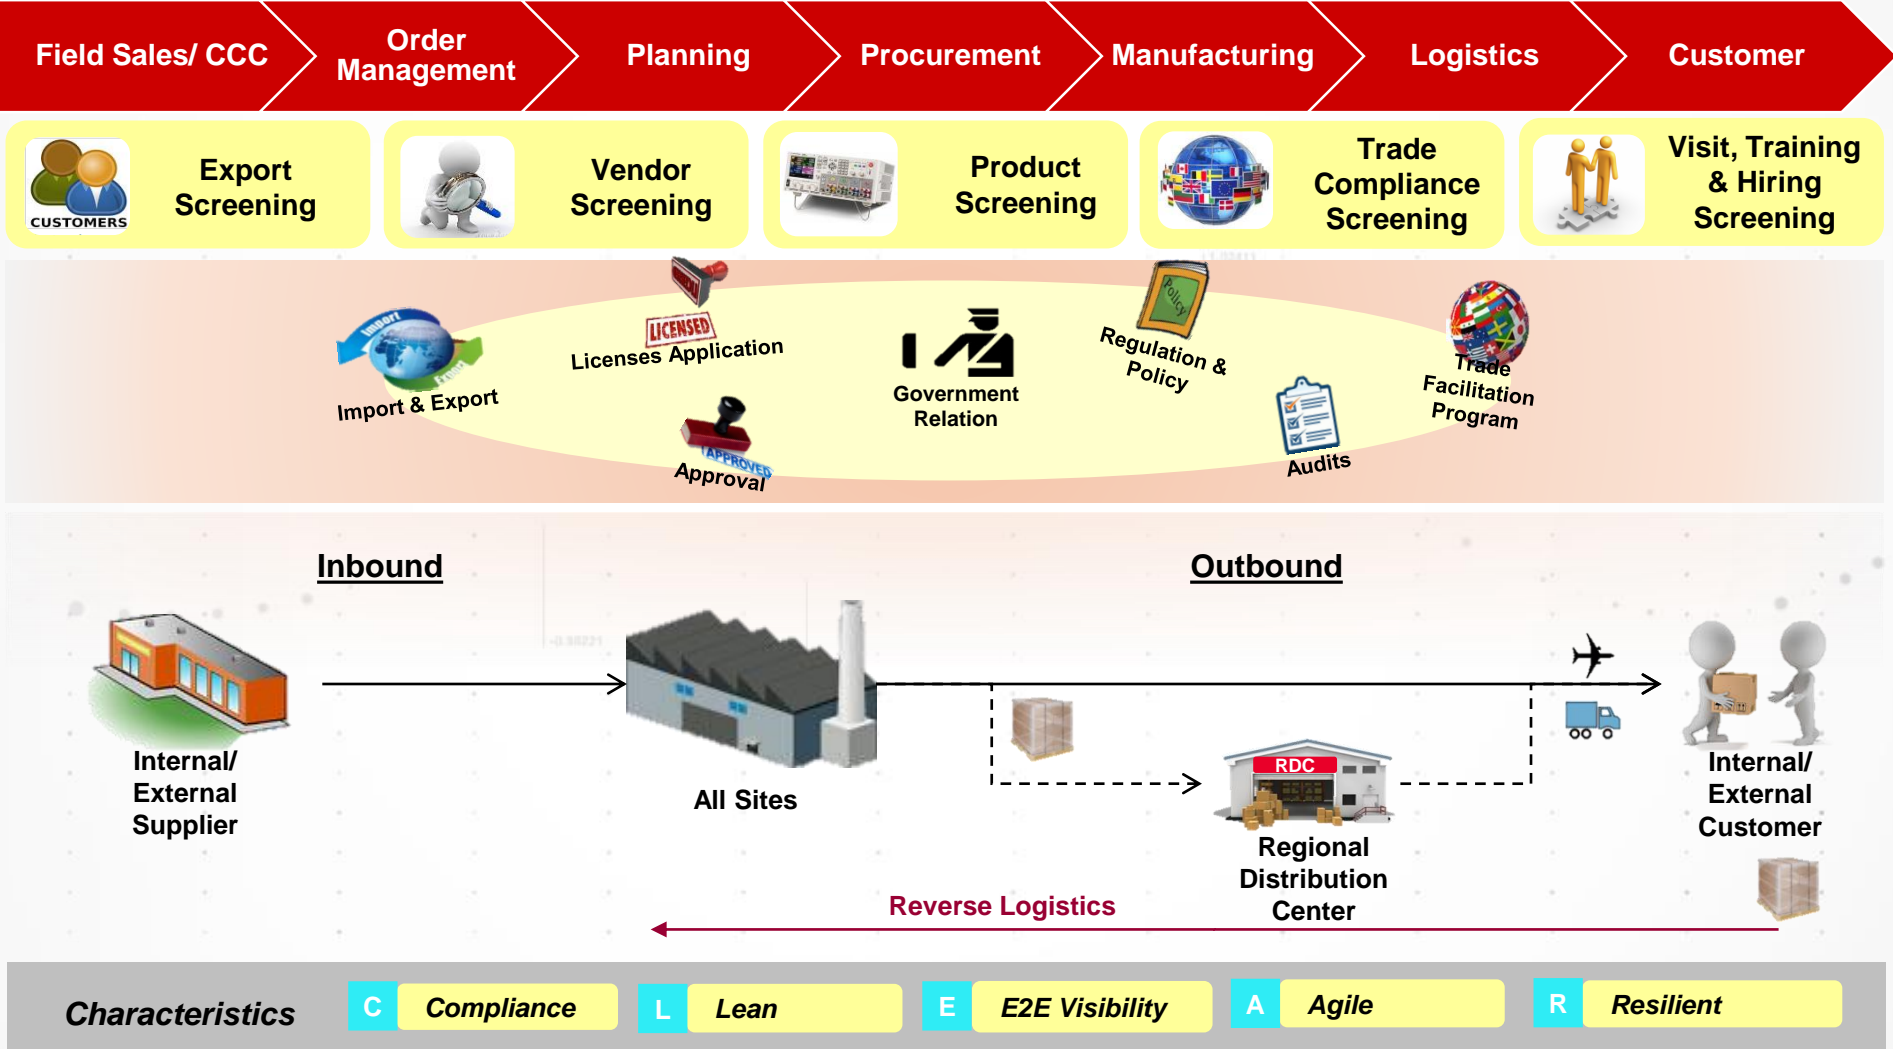 Field Sales/ CCC
Order
Management
Planning
Procurement
Manufacturing
Logistics
Customer
CUSTOMERS
Export
Screening
Vendor
Screening
Product
Screening
Trade
Compliance
Screening
Visit, Training
& Hiring
Screening
Import
Export
Import & Export
LICENSED
Licenses Application
APPROVED
Approval
Government
Relation
Policy
Regulation &
Policy
Audits
Trade
Facilitation
Program
Inbound
Outbound
-0.98221
Internal/
External
Supplier
All Sites
RDC
Regional
Distribution
Center
Internal/
External
Customer
Reverse Logistics
Characteristics
C
Compliance
L
Lean
E
E2E Visibility
A
Agile
R
Resilient